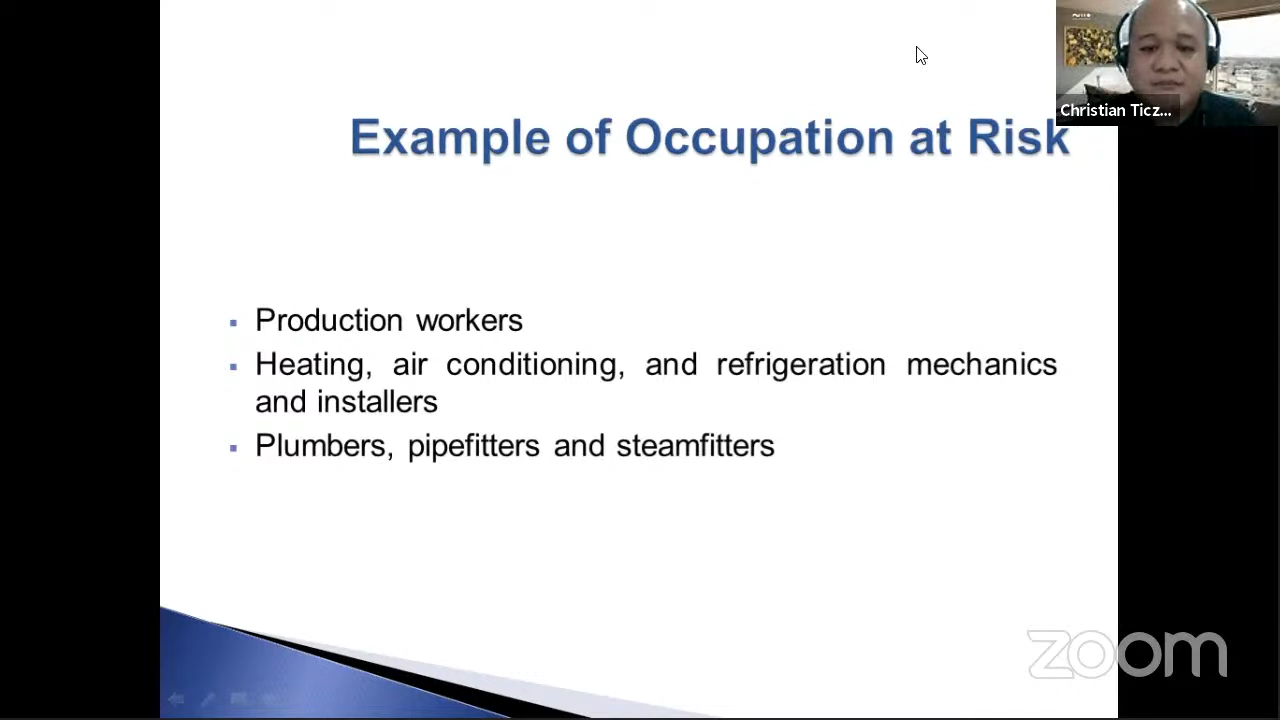 Christian Ticz...
Example of Occupation at Risk
▪ Production workers
▪ Heating, air conditioning, and refrigeration mechanics
and installers
▪ Plumbers, pipefitters and steamfitters
zoom